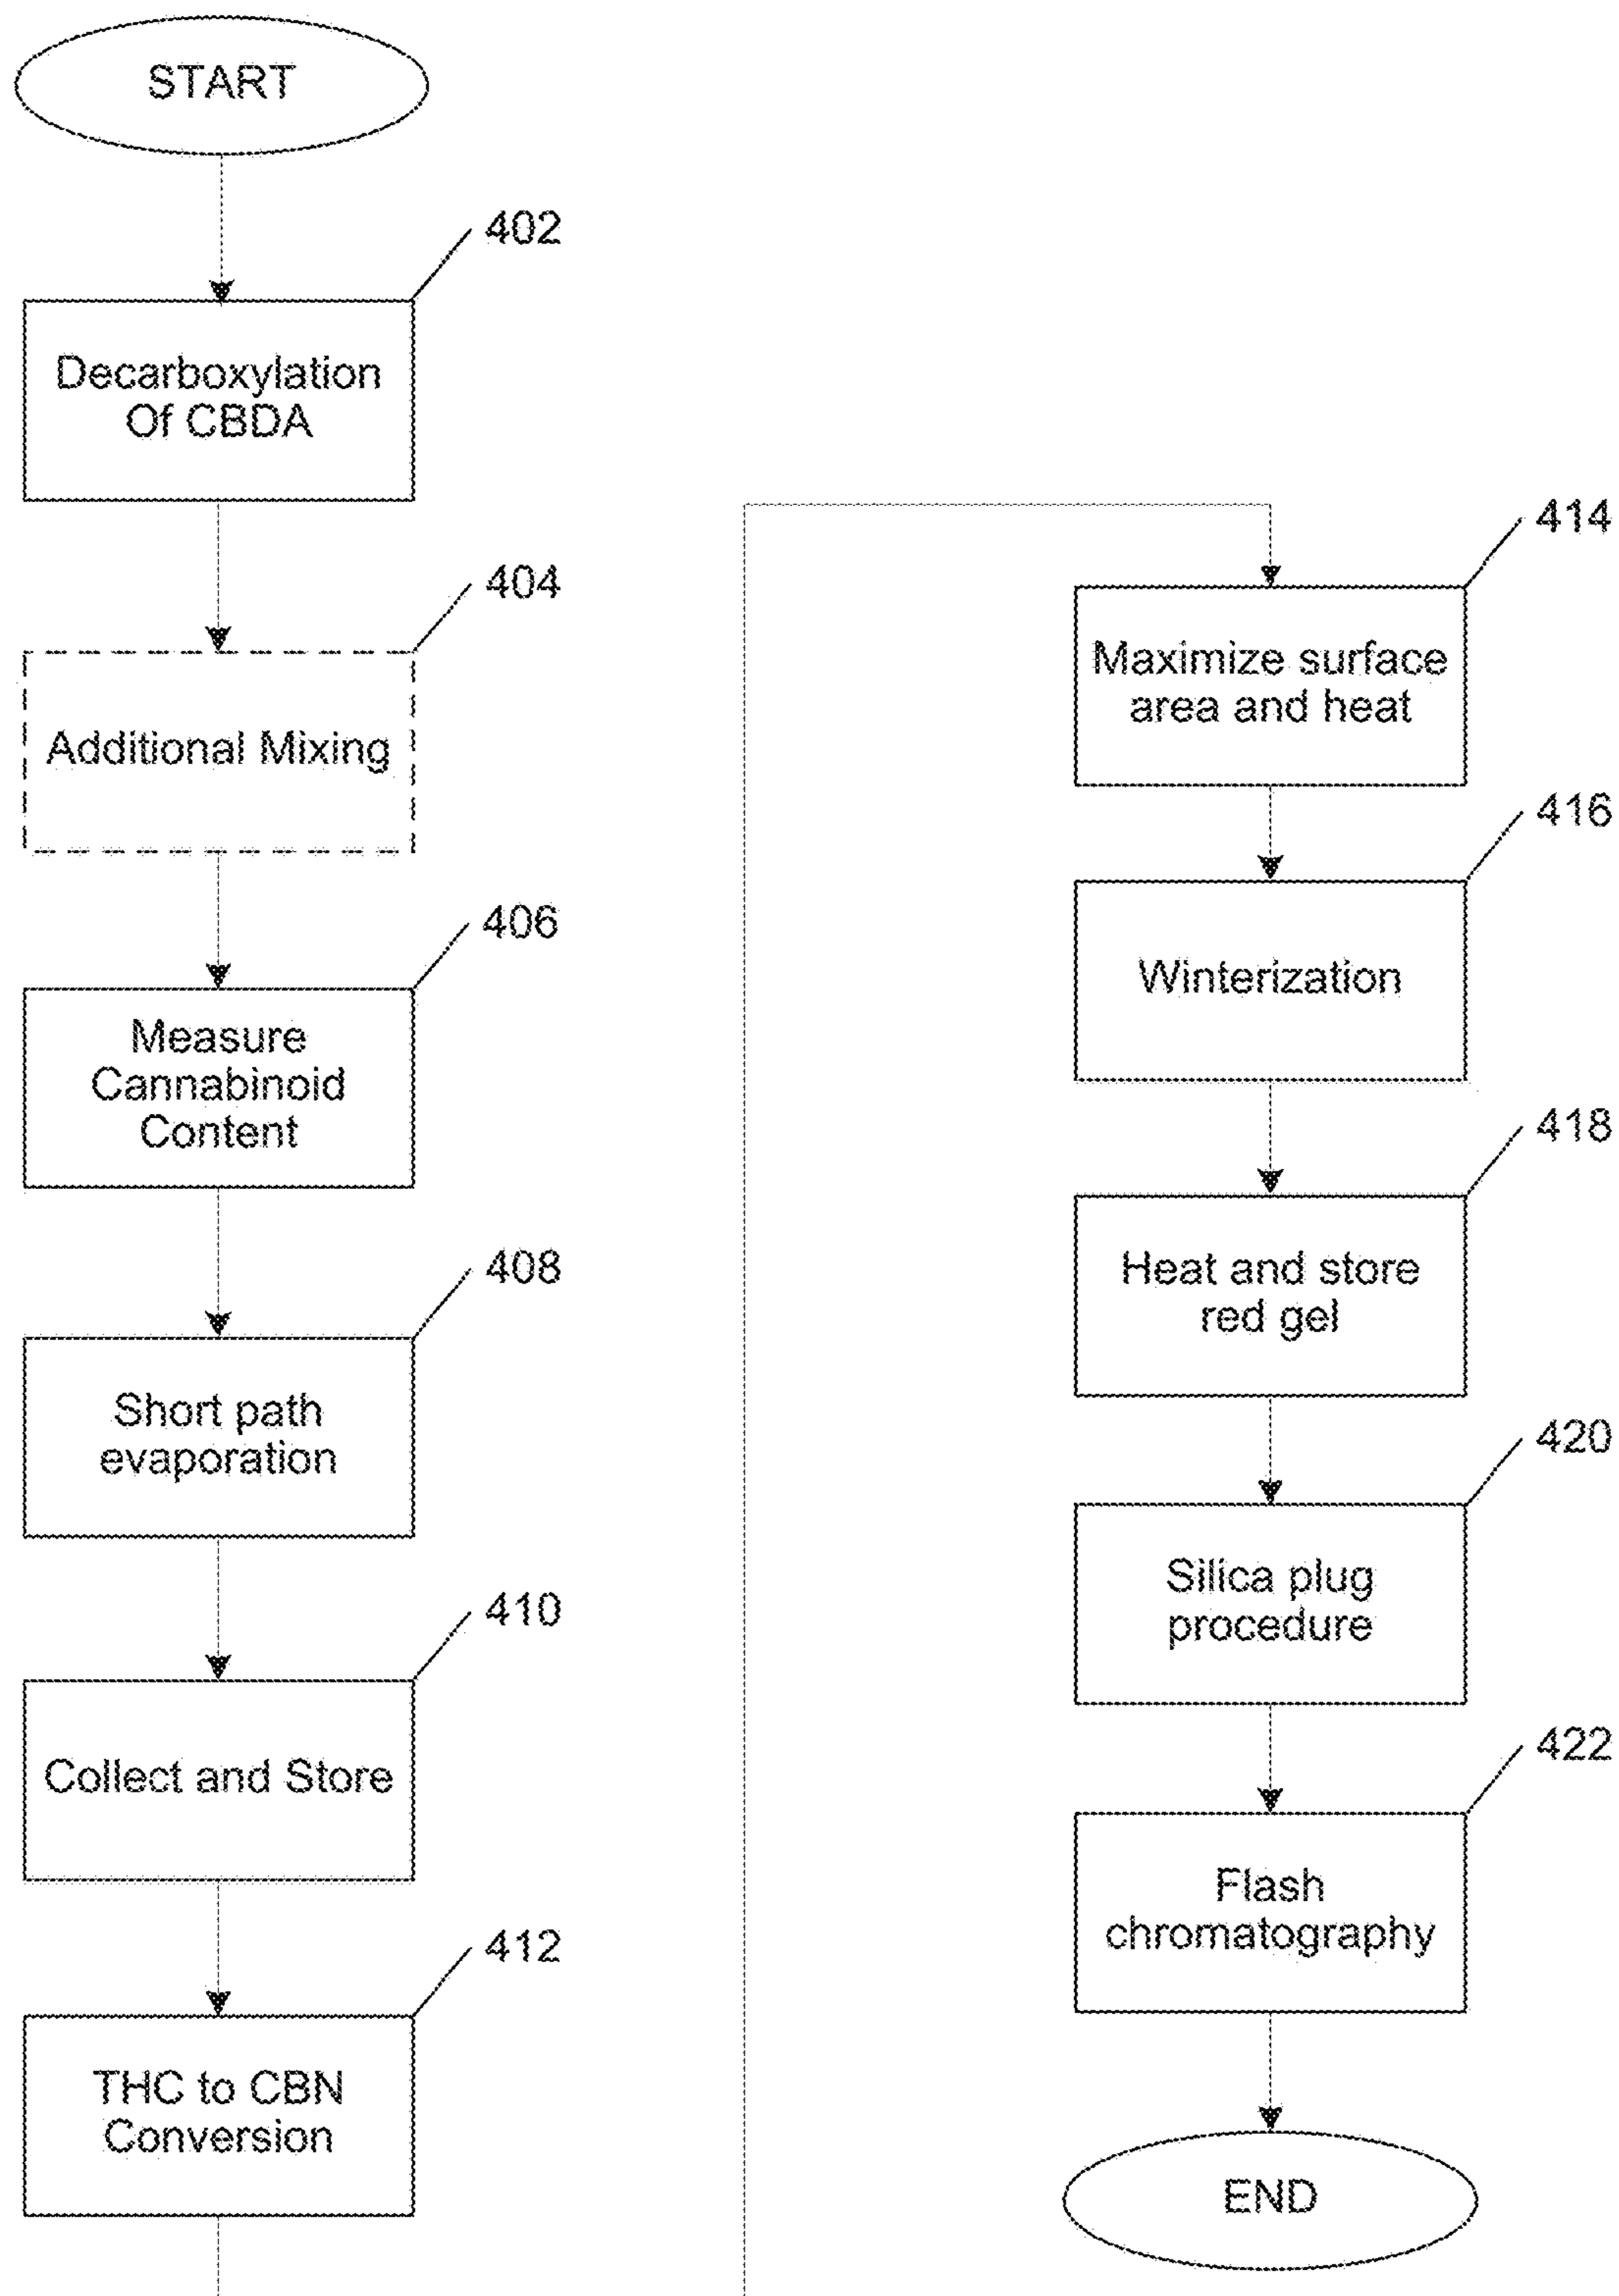 START
402
Decarboxylation
Of CBDA
404
Additional Mixing
406
Measure
Cannabinoid
Content
408
Short path
evaporation
410
Collect and Store
412
THC to CBN
Conversion
414
Maximize surface
area and heat
416
Winterization
418
Heat and store
red gel
420
Silica plug
procedure
422
Flash
chromatography
END